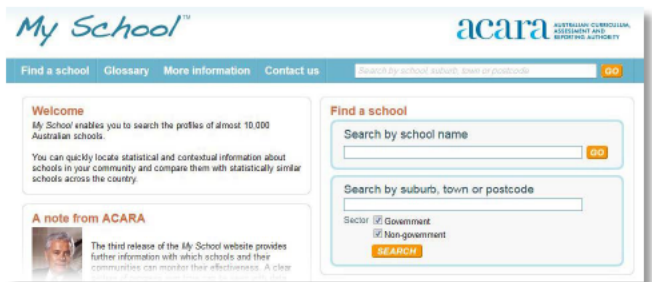 My School™
acara AUSTRALIAN CURRICULUM,
ASSESSMENT AND
REPORTING AUTHORITY
Find a school Glossary More information Contact us Search by school, suburb, town or postcode GO
Welcome
My School enables you to search the profiles of almost 10,000
Australian schools.
You can quickly locate statistical and contextual information about
schools in your community and compare them with statistically similar
schools across the country.
A note from ACARA
The third release of the My School website provides
further information with which schools and their
communities can monitor their effectiveness. A clear
Find a school
Search by school name
GO
Search by suburb, town or postcode
Sector Government
Non-government
SEARCH